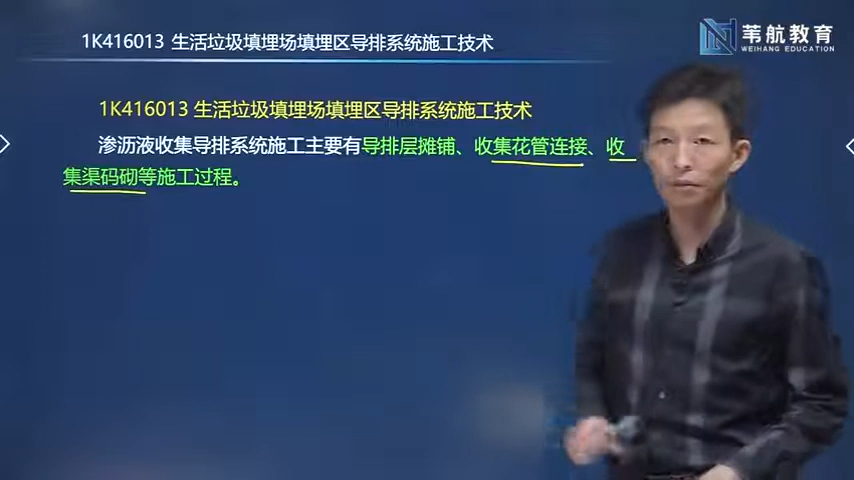 1K416013 生活垃圾填埋场填埋区导排系统施工技术
苇航教育
WEIHANG EDUCATION
1K416013 生活垃圾填埋场填埋区导排系统施工技术
渗沥液收集导排系统施工主要有导排层摊铺、收集花管连接、收
集渠码砌等施工过程。